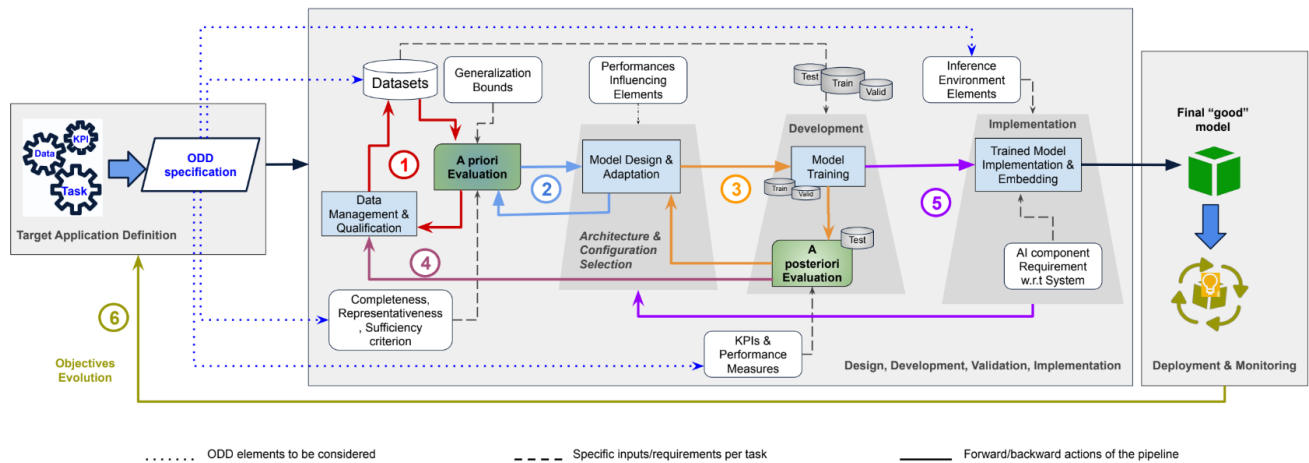 Datasets
Generalization
Bounds
Performances
Influencing
Elements
Test
Train
Valid
Inference
Environment
Elements
KPI
Data
Task
ODD
specification
Target Application Definition
1
A priori
Evaluation
2
Model Design &
Adaptation
3
Development
Model
Training
Train
Valid
5
Implementation
Trained Model
Implementation &
Embedding
Final “good”
model
Data
Management &
Qualification
4
Architecture &
Configuration
Selection
Test
A
posteriori
Evaluation
AI component
Requirement
w.r.t System
6
Completeness,
Representativeness
, Sufficiency
criterion
KPIs &
Performance
Measures
Objectives
Evolution
Design, Development, Validation, Implementation
Deployment & Monitoring
ODD elements to be considered
Specific inputs/requirements per task
Forward/backward actions of the pipeline